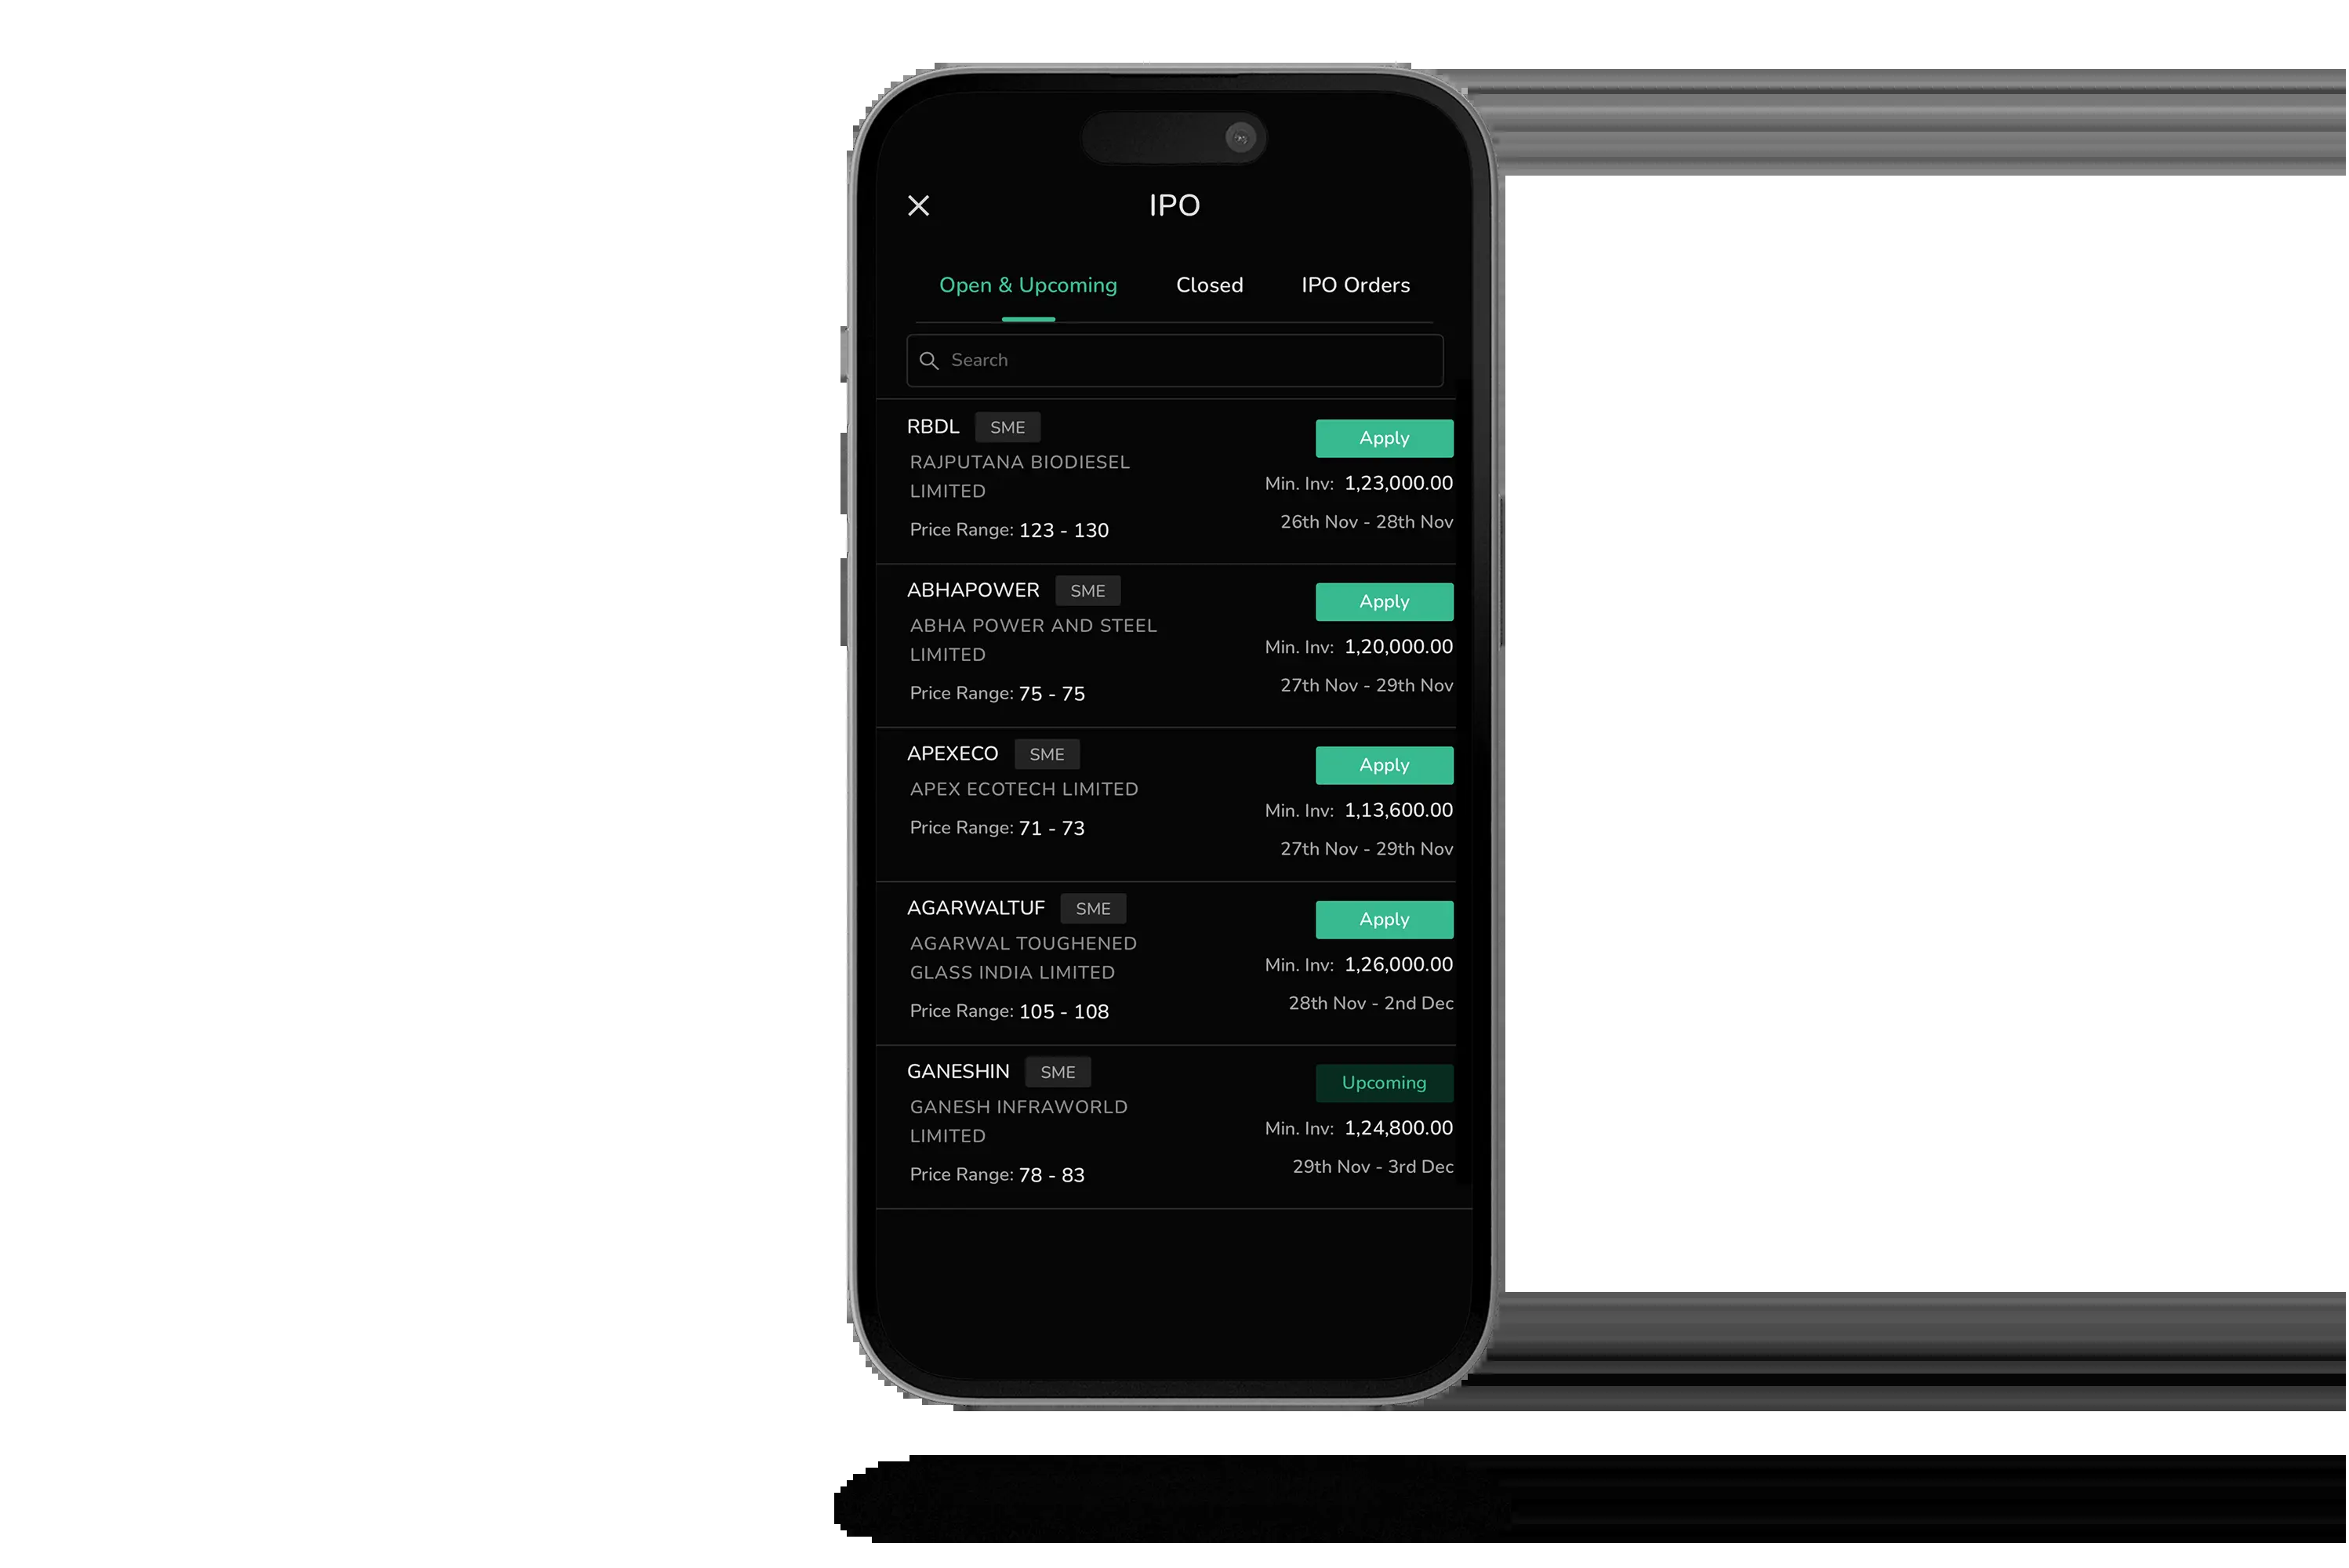 IPO
Open & Upcoming Closed IPO Orders
Search
RBDL SME
Apply
RAJPUTANA BIODIESEL
LIMITED
Min. Inv: 1,23,000.00
Price Range: 123 - 130
26th Nov - 28th Nov
ABHAPOWER SME
Apply
ABHA POWER AND STEEL
LIMITED
Min. Inv: 1,20,000.00
Price Range: 75 - 75
27th Nov - 29th Nov
APEXECO SME
Apply
APEX ECOTECH LIMITED
Min. Inv: 1,13,600.00
Price Range: 71 - 73
27th Nov - 29th Nov
AGARWALTUF SME
Apply
AGARWAL TOUGHENED
GLASS INDIA LIMITED
Min. Inv: 1,26,000.00
Price Range: 105 - 108
28th Nov - 2nd Dec
GANESHIN SME
Upcoming
GANESH INFRAWORLD
LIMITED
Min. Inv: 1,24,800.00
Price Range: 78 - 83
29th Nov - 3rd Dec